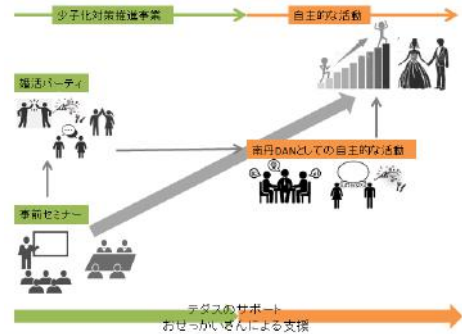 少子化対策推進事業
自主的な活動
婚活パーティ
南丹DANとしての自主的な活動
事前セミナー
テダスのサポート
おせっかいさんによる支援